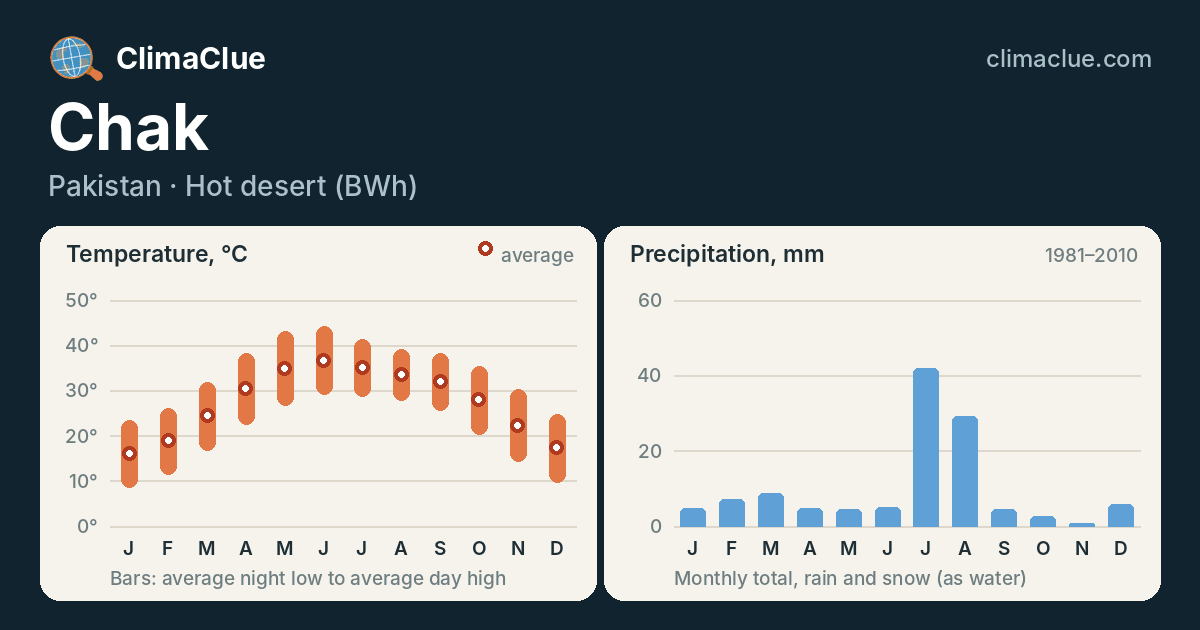 ClimaClue
climaclue.com
Chak
Pakistan · Hot desert (BWh)
Temperature, °C
average
50°
40°
30°
20°
10°
0°
J F M A M J J A S O N D
Bars: average night low to average day high
Precipitation, mm
1981–2010
60
40
20
0
J F M A M J J A S O N D
Monthly total, rain and snow (as water)